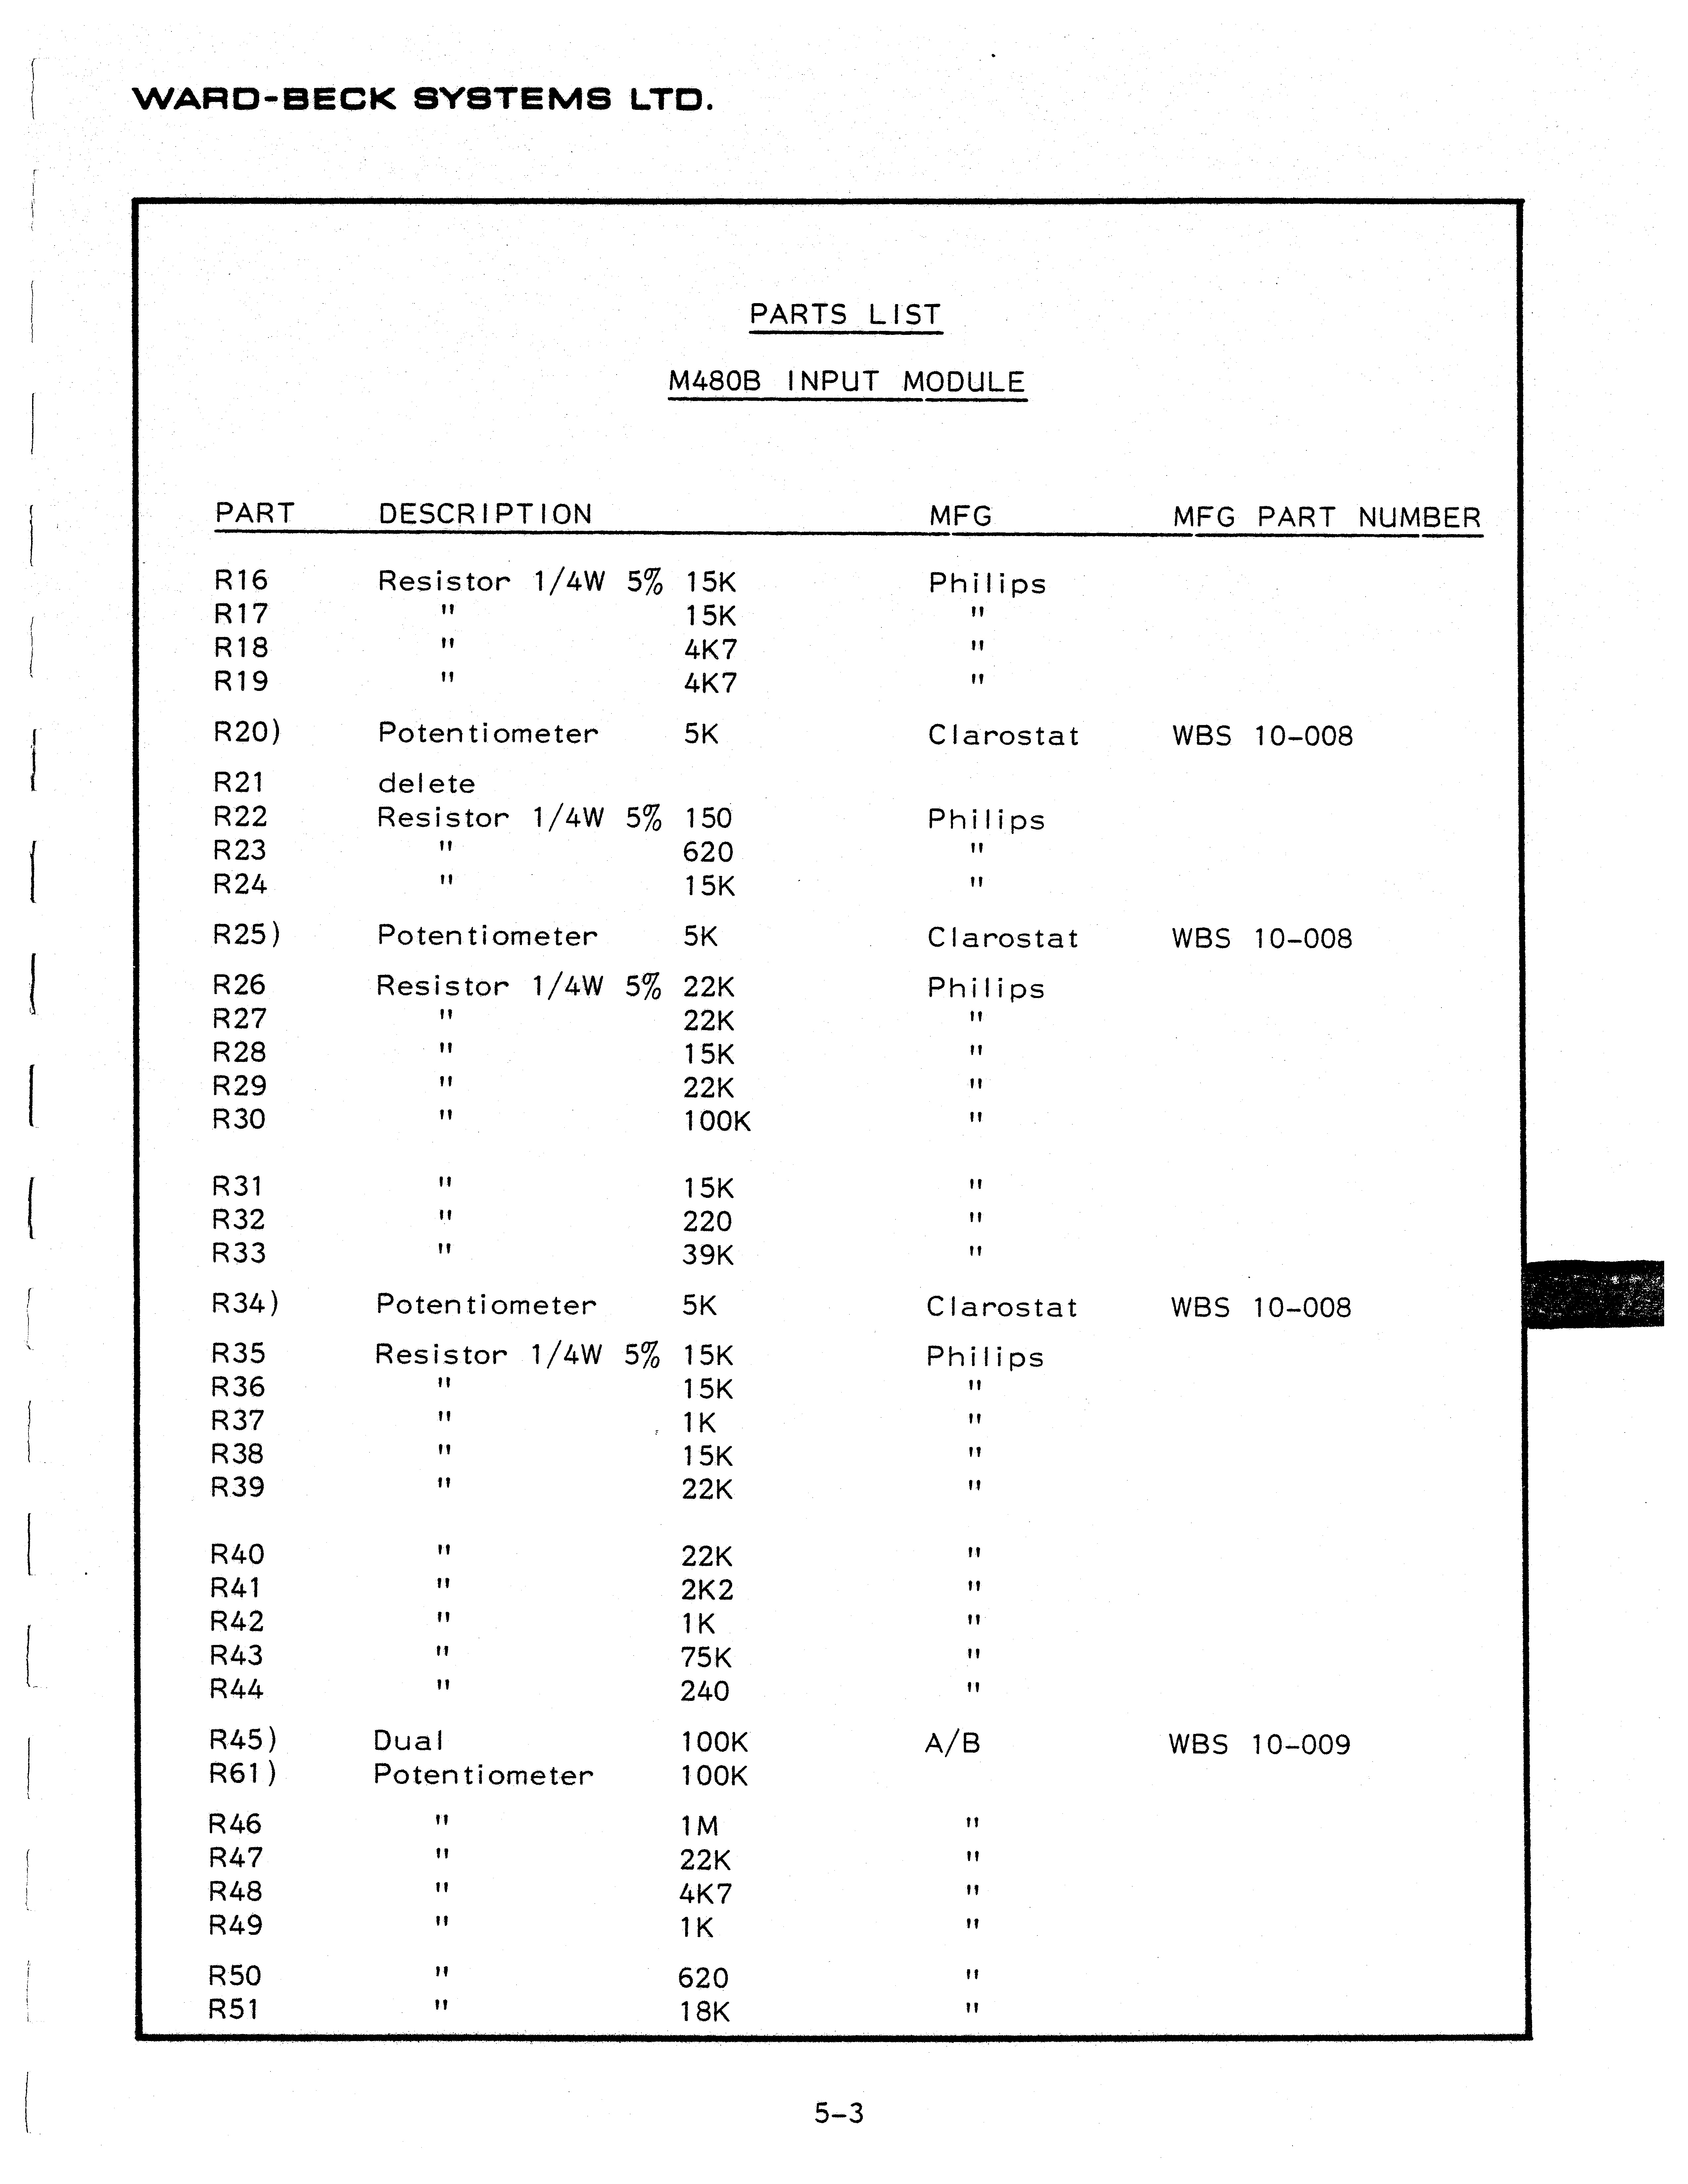 WARD-BECK SYSTEMS LTD.
PARTS LIST
M480B INPUT MODULE
PART DESCRIPTION MFG MFG PART NUMBER
R16 Resistor 1/4W 5% 15K Philips
R17 " 15K "
R18 " 4K7 "
R19 " 4K7 "
R20) Potentiometer 5K Clarostat WBS 10-008
R21 delete
R22 Resistor 1/4W 5% 150 Philips
R23 " 620 "
R24 " 15K "
R25) Potentiometer 5K Clarostat WBS 10-008
R26 Resistor 1/4W 5% 22K Philips
R27 " 22K "
R28 " 15K "
R29 " 22K "
R30 " 100K "
R31 " 15K "
R32 " 220 "
R33 " 39K "
R34) Potentiometer 5K Clarostat WBS 10-008
R35 Resistor 1/4W 5% 15K Philips
R36 " 15K "
R37 " 1K "
R38 " 15K "
R39 " 22K "
R40 " 22K "
R41 " 2K2 "
R42 " 1K "
R43 " 75K "
R44 " 240 "
R45) Dual 100K A/B WBS 10-009
R61) Potentiometer 100K
R46 " 1M "
R47 " 22K "
R48 " 4K7 "
R49 " 1K "
R50 " 620 "
R51 " 18K "
5-3